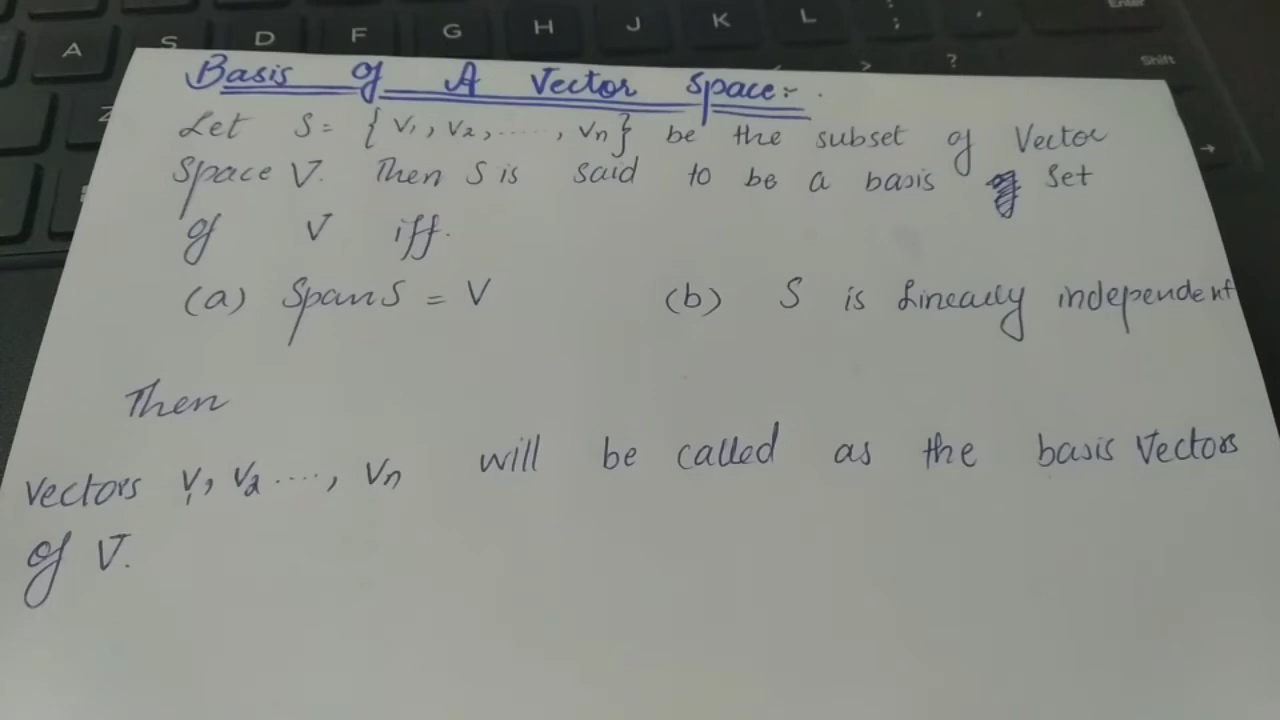 A S D F G H J K L : ; ' Enter
Z > ? Shift
→
Basis of A Vector space:-
Let S = { V₁, V₂, ......, Vn} be the subset of Vector
Space V. Then S is said to be a basis set
of V iff.
(a) Span S = V (b) S is Linearly independent
Then
Vectors V₁, V₂ ...., Vn will be called as the basis Vectors
of V.